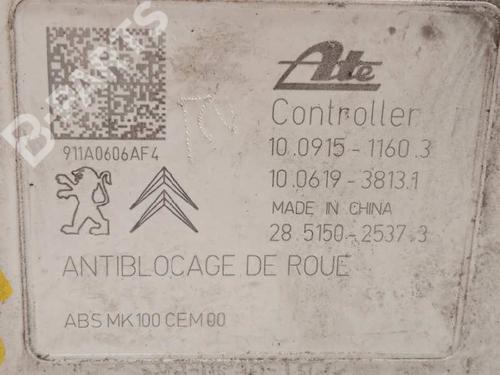 B-PARTS
Ate
Controller
911A0606AF4
10.0915-1160.3
10.0619-3813.1
MADE IN CHINA
28.5150-2537.3
ANTIBLOCAGE DE ROUE
ABS MK100 CEM 00